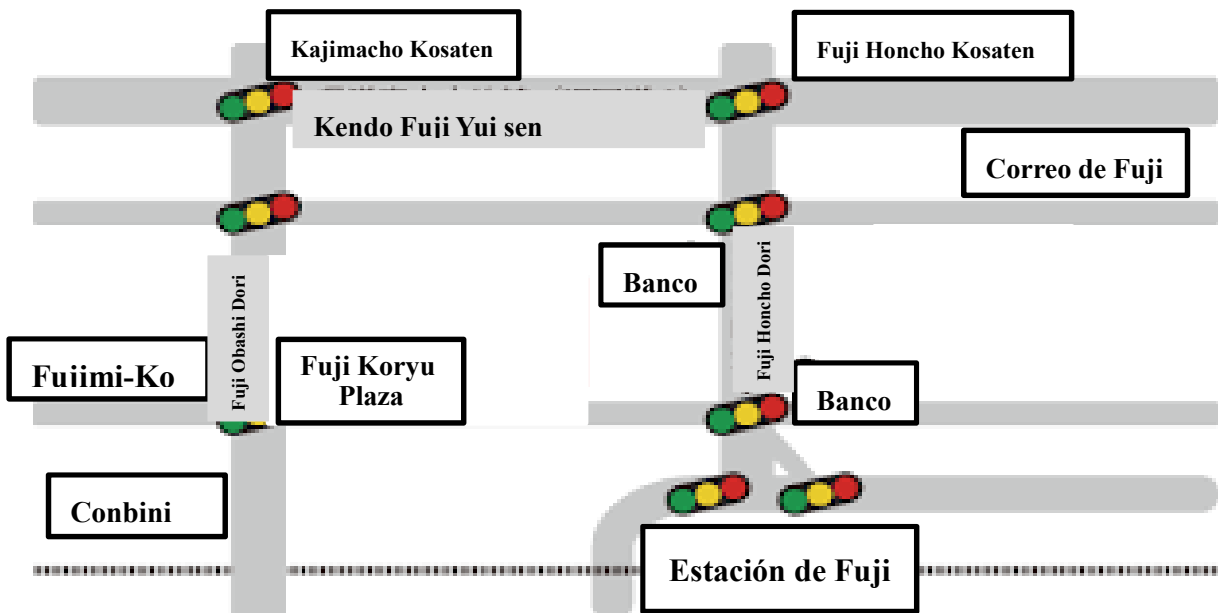 Kajimacho Kosaten
Fuji Honcho Kosaten
Kendo Fuji Yui sen
Correo de Fuji
Banco
Fuji Obashi Dori
Fuji Honcho Dori
Fuiimi-Ko
Fuji Koryu
Plaza
Banco
Conbini
Estación de Fuji